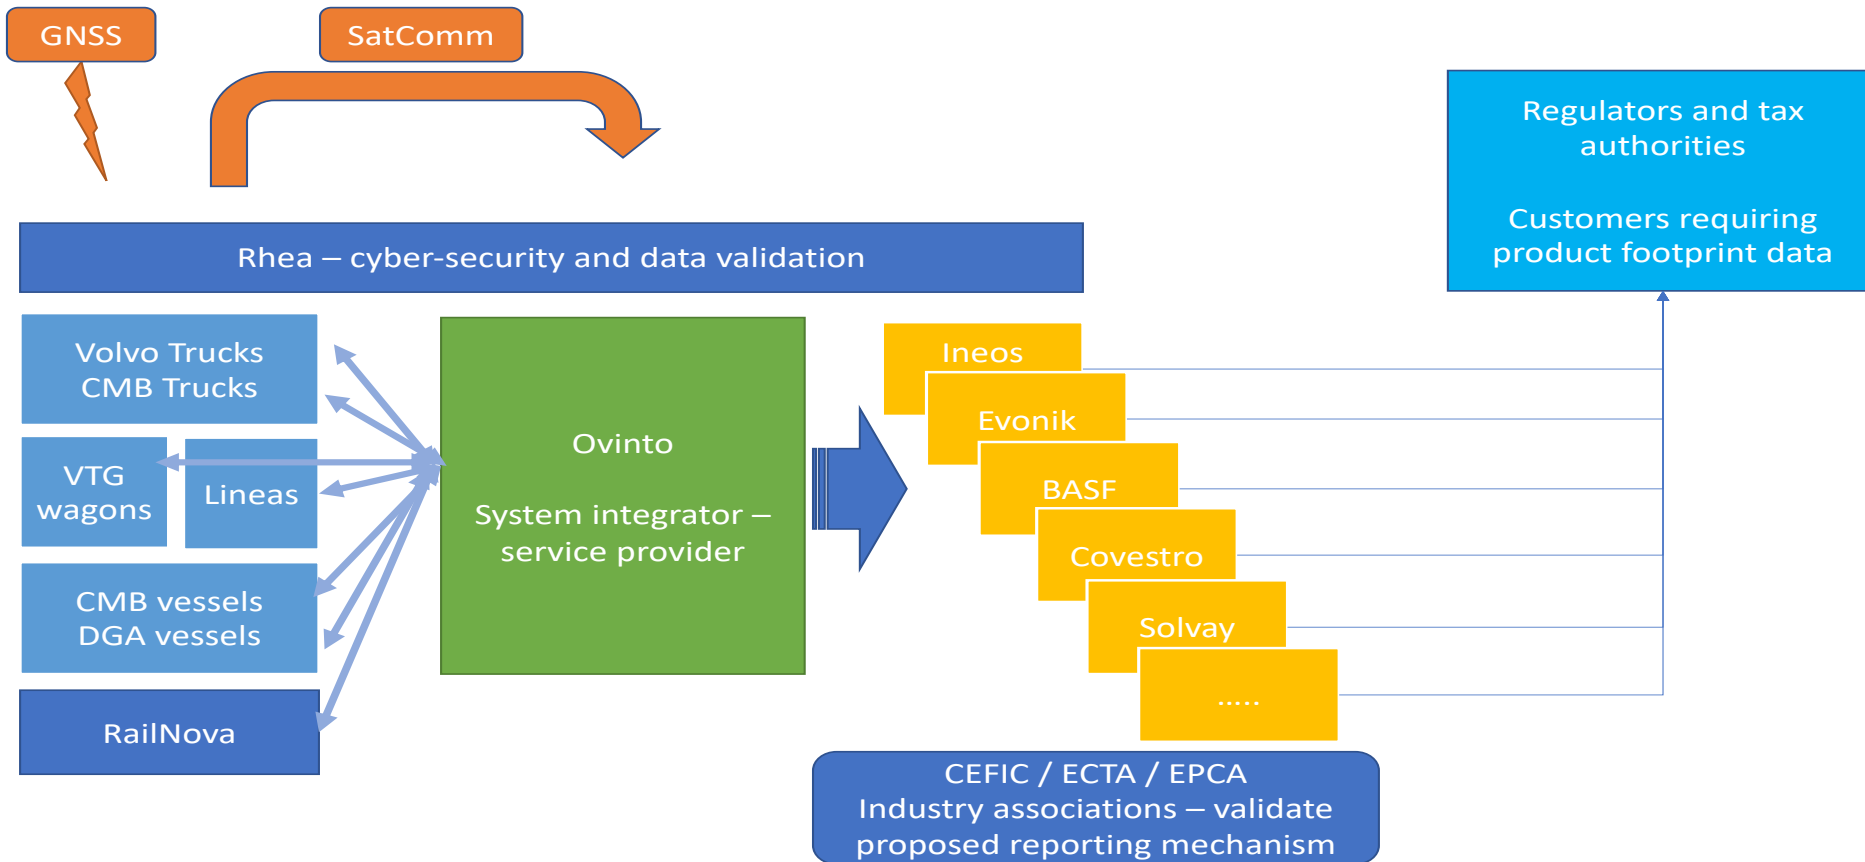 GNSS
SatComm
Regulators and tax
authorities
Customers requiring
product footprint data
Rhea – cyber-security and data validation
Volvo Trucks
CMB Trucks
VTG
wagons
Lineas
CMB vessels
DGA vessels
RailNova
Ovinto
System integrator –
service provider
Ineos
Evonik
BASF
Covestro
Solvay
.....
CEFIC / ECTA / EPCA
Industry associations – validate
proposed reporting mechanism